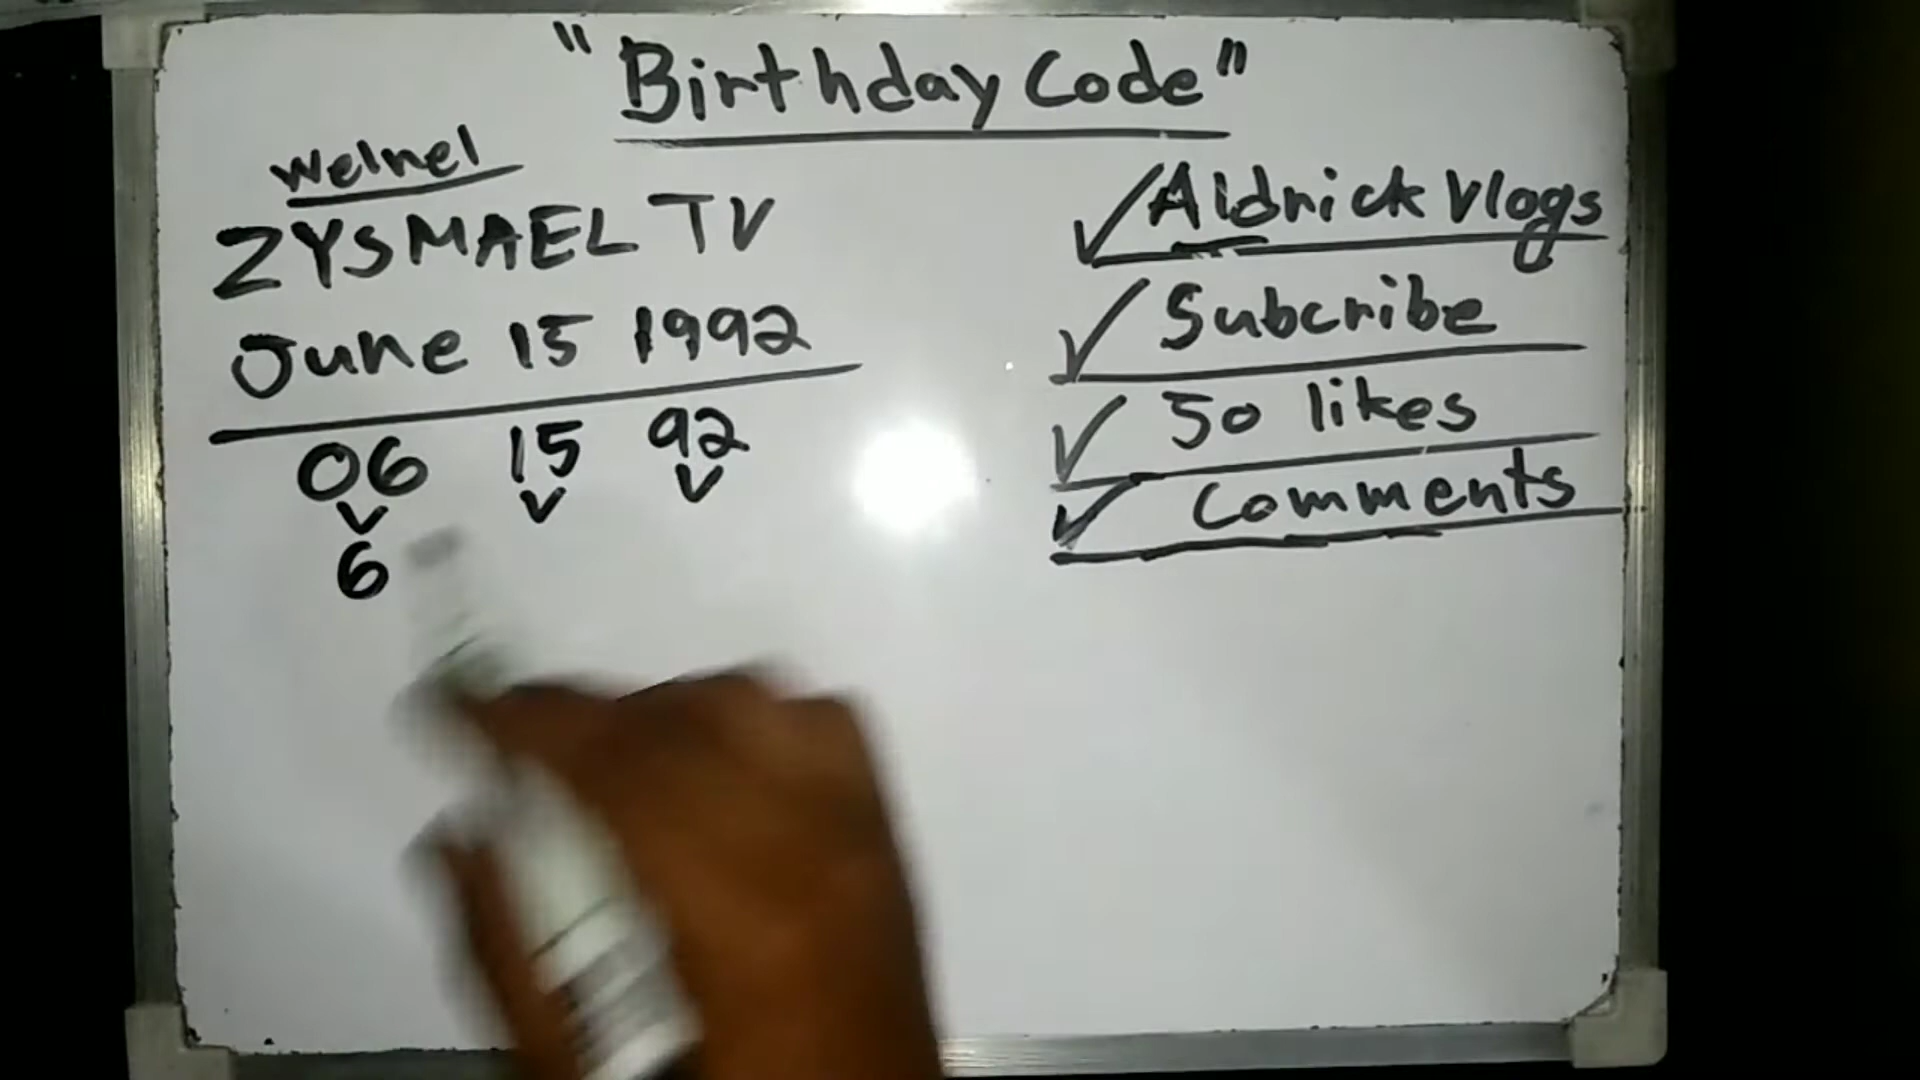 "Birthday Code"
Welnel
ZYSMAEL TV
June 15 1992
06 15 92
6
Aldrick Vlogs
Subcribe
50 likes
Comments